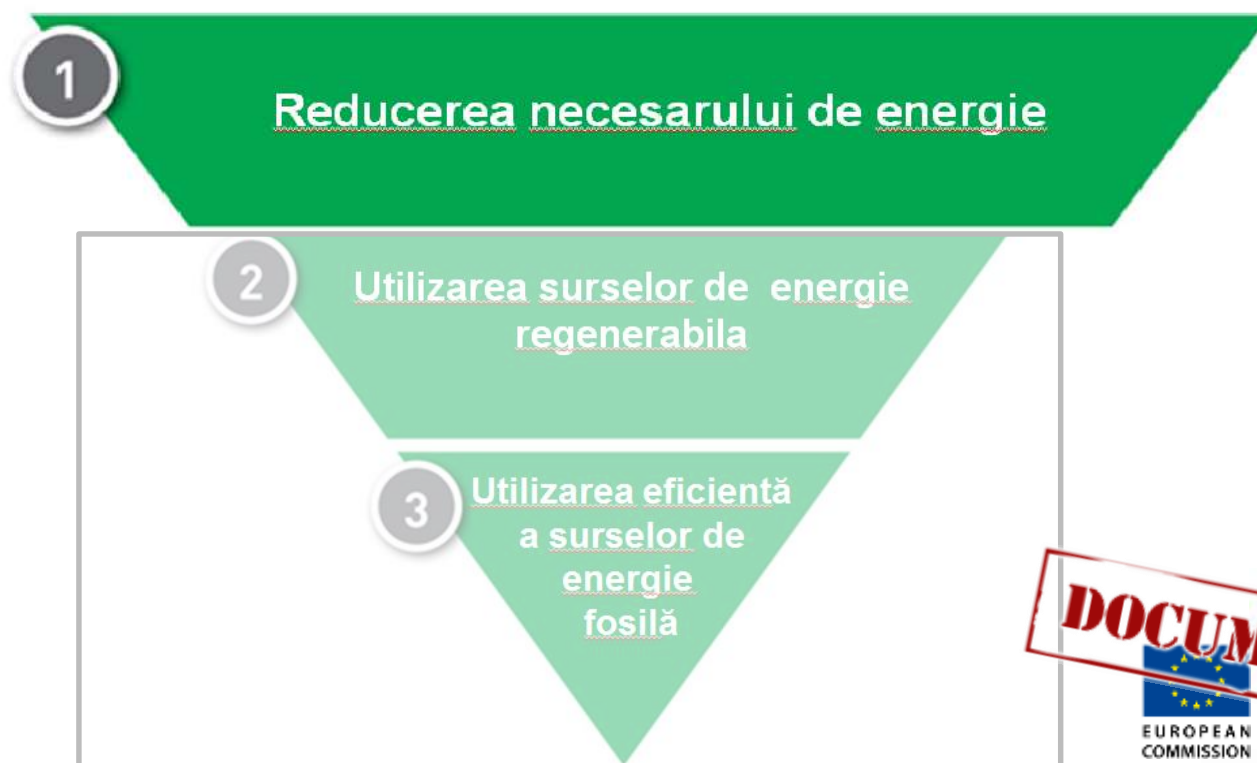 1
Reducerea necesarului de energie
2
Utilizarea surselor de energie
regenerabila
3
Utilizarea eficientă
a surselor de
energie
fosilă
EUROPEAN
COMMISSION